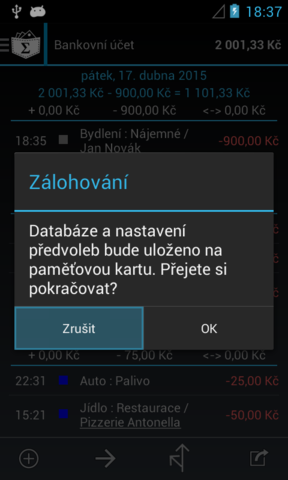 18:37
Bankovní účet 2 001,33 Kč
pátek, 17. dubna 2015
2 001,33 Kč - 900,00 Kč = 1 101,33 Kč
+ 0,00 Kč - 900,00 Kč <-> 0,00 Kč
18:35 Bydlení : Nájemné / -900,00 Kč
Jan Novák
Zálohování
Databáze a nastavení
předvoleb bude uloženo na
paměťovou kartu. Přejete si
pokračovat?
Zrušit OK
+ 0,00 Kč - 75,00 Kč <-> 0,00 Kč
22:31 Auto : Palivo -25,00 Kč
15:21 Jídlo : Restaurace / -50,00 Kč
Pizzerie Antonella